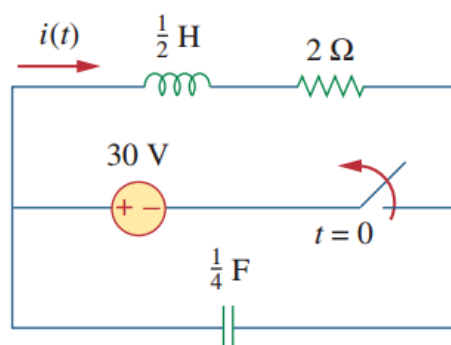 i(t)
½ H
2 Ω
30 V
+ −
t = 0
¼ F